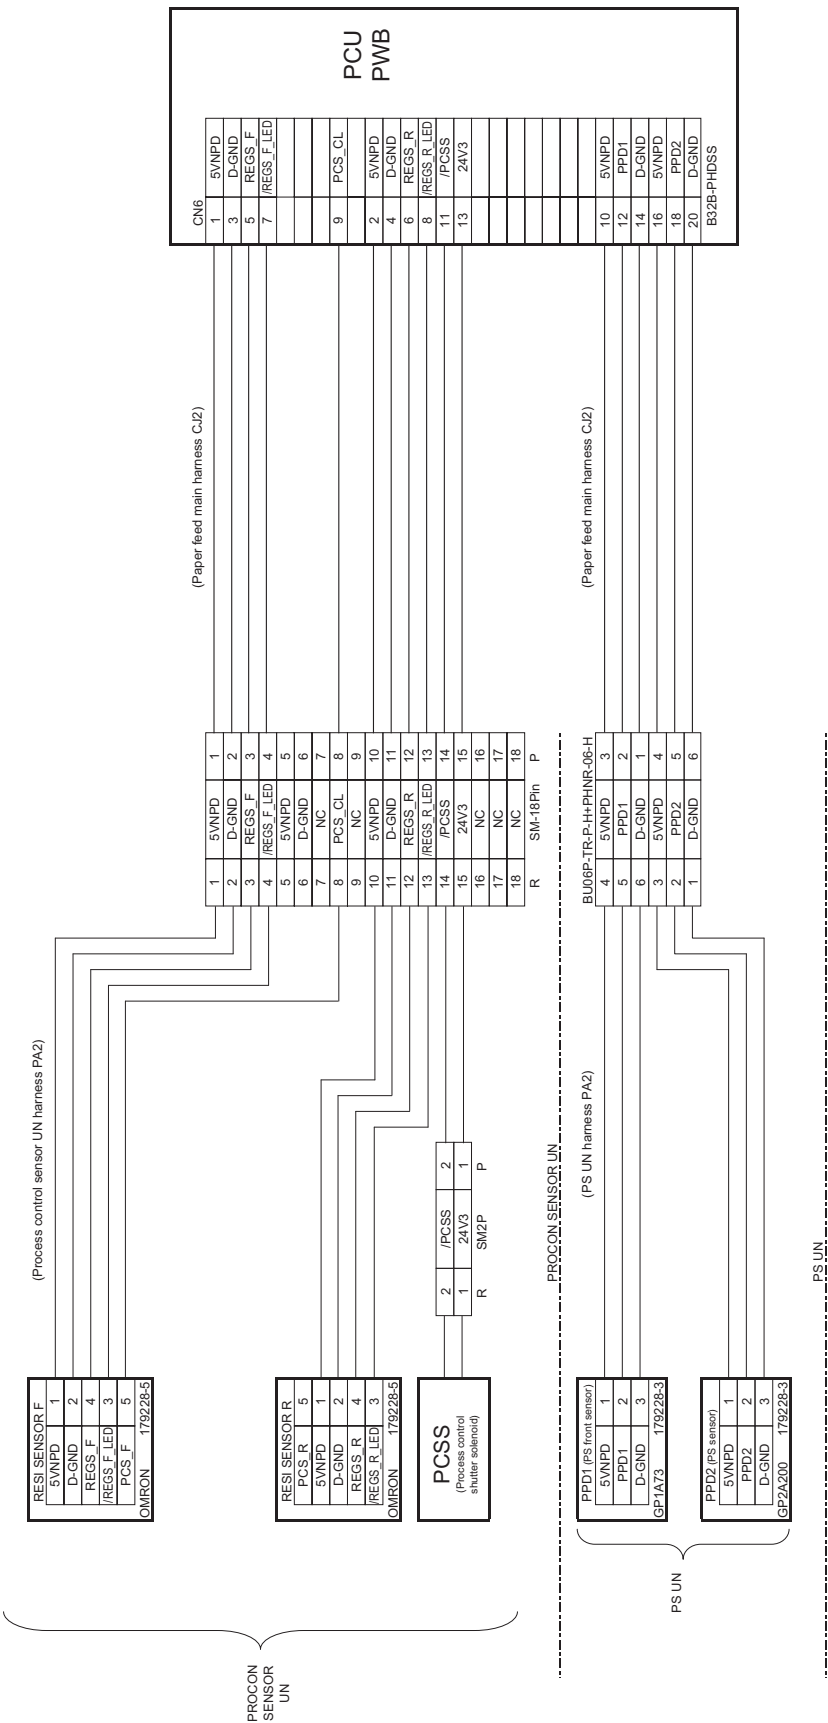 PCU
PWB
CN6
1 5VNPD
3 D-GND
5 REGS_F
7 /REGS_F_LED
9 PCS_CL
2 5VNPD
4 D-GND
6 REGS_R
8 /REGS_R_LED
11 /PCSS
13 24V3
10 5VNPD
12 PPD1
14 D-GND
16 5VNPD
18 PPD2
20 D-GND
B32B-PHDSS
(Paper feed main harness CJ2)
(Paper feed main harness CJ2)
1 5VNPD 1
2 D-GND 2
3 REGS_F 3
4 /REGS_F_LED 4
5 5VNPD 5
6 D-GND 6
7 NC 7
8 PCS_CL 8
9 NC 9
10 5VNPD 10
11 D-GND 11
12 REGS_R 12
13 /REGS_R_LED 13
14 /PCSS 14
15 24V3 15
16 NC 16
17 NC 17
18 NC 18
R SM-18Pin P
BU06P-TR-P-H+PHNR-06-H
4 5VNPD 3
5 PPD1 2
6 D-GND 1
3 5VNPD 4
2 PPD2 5
1 D-GND 6
(Process control sensor UN harness PA2)
(PS UN harness PA2)
2 /PCSS 2
1 24V3 1
R SM2P P
PROCON SENSOR UN
PS UN
RESI SENSOR F
5VNPD 1
D-GND 2
REGS_F 4
/REGS_F_LED 3
PCS_F 5
OMRON 179228-5
RESI SENSOR R
PCS_R 5
5VNPD 1
D-GND 2
REGS_R 4
/REGS_R_LED 3
OMRON 179228-5
PCSS
(Process control
shutter solenoid)
PPD1 (PS front sensor)
5VNPD 1
PPD1 2
D-GND 3
GP1A73 179228-3
PPD2 (PS sensor)
5VNPD 1
PPD2 2
D-GND 3
GP2A200 179228-3
PROCON
SENSOR
UN
PS UN